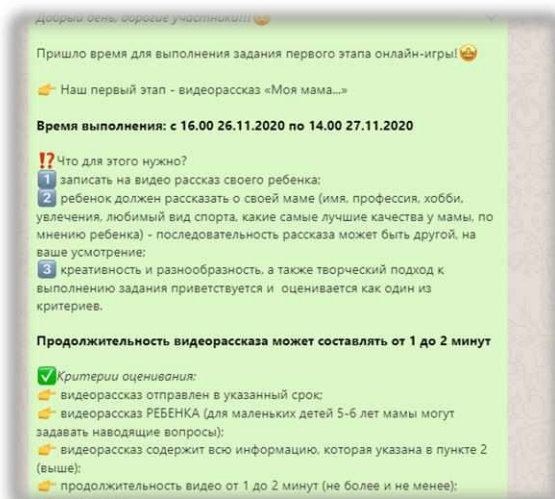 Добрый день, дорогие участники!!! 🤩
Пришло время для выполнения задания первого этапа онлайн-игры!🤩
👉 Наш первый этап - видеорассказ «Моя мама...»
Время выполнения: с 16.00 26.11.2020 по 14.00 27.11.2020
⁉️Что для этого нужно?
1️⃣ записать на видео рассказ своего ребенка;
2️⃣ ребенок должен рассказать о своей маме (имя, профессия, хобби,
увлечения, любимый вид спорта, какие самые лучшие качества у мамы, по
мнению ребенка) - последовательность рассказа может быть другой, на
ваше усмотрение;
3️⃣ креативность и разнообразность, а также творческий подход к
выполнению задания приветствуется и оценивается как один из
критериев.
Продолжительность видеорассказа может составлять от 1 до 2 минут
✅Критерии оценивания:
👉 видеорассказ отправлен в указанный срок;
👉 видеорассказ РЕБЕНКА (для маленьких детей 5-6 лет мамы могут
задавать наводящие вопросы);
👉 видеорассказ содержит всю информацию, которая указана в пункте 2
(выше);
👉 продолжительность видео от 1 до 2 минут (не более и не менее);